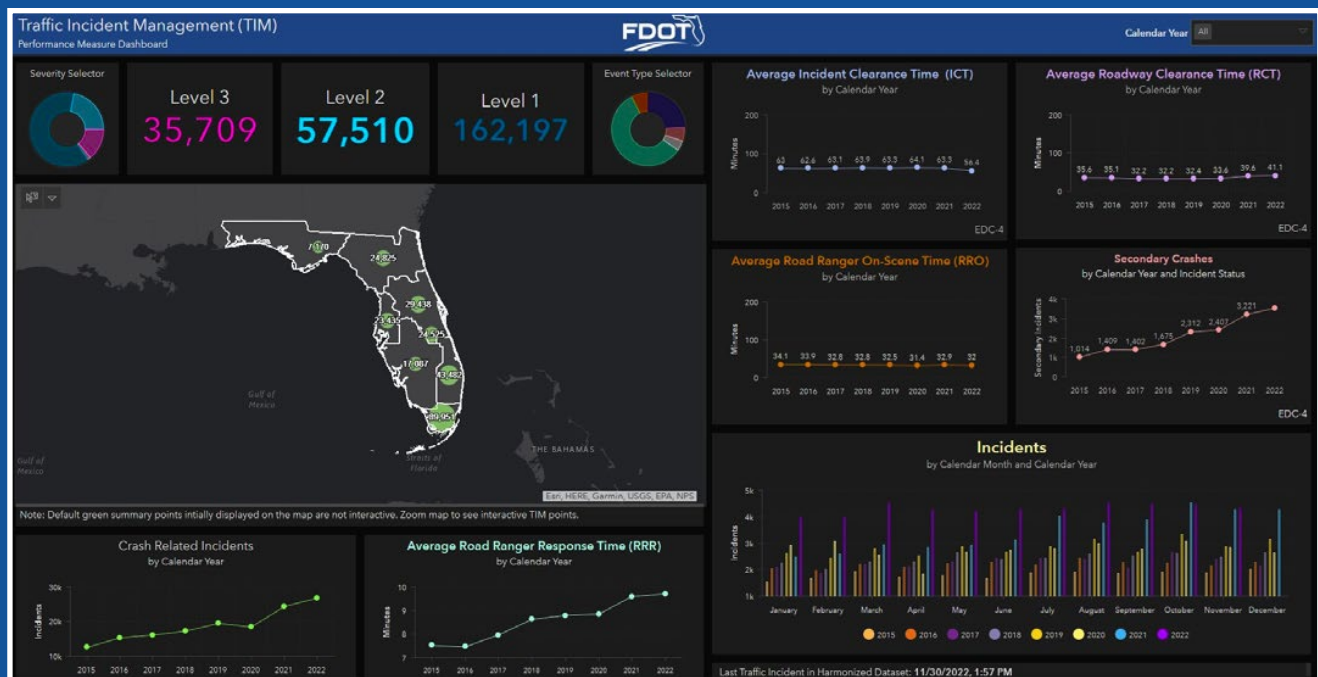 Traffic Incident Management (TIM)
Performance Measure Dashboard
FDOT
Calendar Year
All
Severity Selector
Level 3
35,709
Level 2
57,510
Level 1
162,197
Event Type Selector
7,170
24,825
29,438
23,435
24,525
17,087
43,482
89,951
Gulf of
Mexico
Gulf of
Mexico
Straits of
Florida
THE BAHAMAS
Esri, HERE, Garmin, USGS, EPA, NPS
Note: Default green summary points intially displayed on the map are not interactive. Zoom map to see interactive TIM points.
Crash Related Incidents
by Calendar Year
Incidents
30k
20k
10k
2015 2016 2017 2018 2019 2020 2021 2022
Average Road Ranger Response Time (RRR)
by Calendar Year
Minutes
10
9
8
7
2015 2016 2017 2018 2019 2020 2021 2022
Average Incident Clearance Time (ICT)
by Calendar Year
Minutes
200
100
0
63 62.6 63.1 63.9 63.3 64.1 63.3 56.4
2015 2016 2017 2018 2019 2020 2021 2022
EDC-4
Average Roadway Clearance Time (RCT)
by Calendar Year
Minutes
200
100
0
35.6 35.1 32.2 32.2 32.4 33.6 39.6 41.1
2015 2016 2017 2018 2019 2020 2021 2022
EDC-4
Average Road Ranger On-Scene Time (RRO)
by Calendar Year
Minutes
200
100
0
34.1 33.9 32.8 32.8 32.5 31.4 32.9 32
2015 2016 2017 2018 2019 2020 2021 2022
Secondary Crashes
by Calendar Year and Incident Status
Secondary Incidents
4k
3k
2k
1k
0
1,014 1,409 1,402 1,675 2,312 2,407 3,221
2015 2016 2017 2018 2019 2020 2021 2022
EDC-4
Incidents
by Calendar Month and Calendar Year
Incidents
5k
4k
3k
2k
1k
January February March April May June July August September October November December
2015 2016 2017 2018 2019 2020 2021 2022
Last Traffic Incident in Harmonized Dataset: 11/30/2022, 1:57 PM